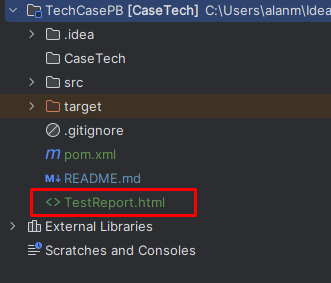 TechCasePB [CaseTech] C:\Users\alanm\Idea
.idea
CaseTech
src
target
.gitignore
pom.xml
README.md
TestReport.html
External Libraries
Scratches and Consoles